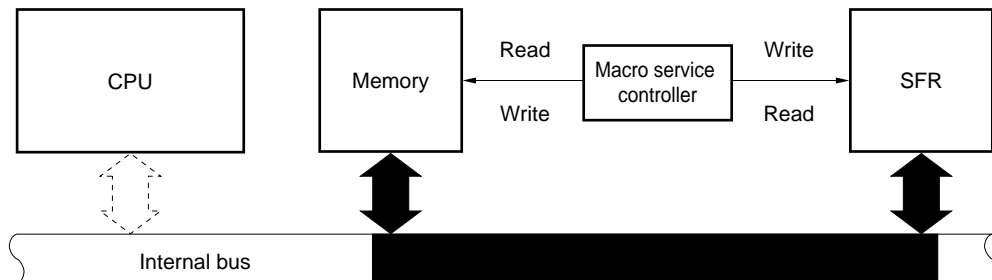 CPU
Memory
Read
Write
Macro service
controller
Write
Read
SFR
Internal bus